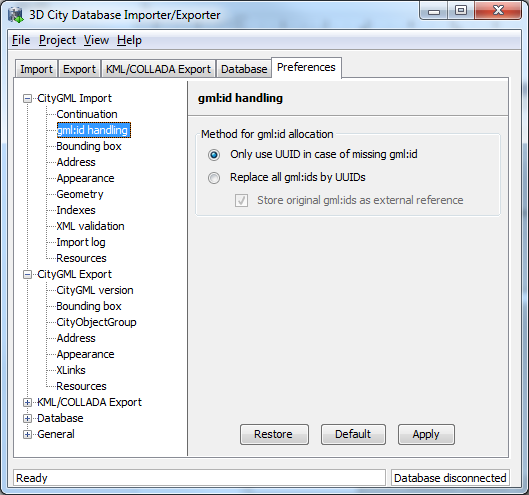 3D City Database Importer/Exporter
File Project View Help
Import Export KML/COLLADA Export Database Preferences
CityGML Import
Continuation
gml:id handling
Bounding box
Address
Appearance
Geometry
Indexes
XML validation
Import log
Resources
CityGML Export
CityGML version
Bounding box
CityObjectGroup
Address
Appearance
XLinks
Resources
KML/COLLADA Export
Database
General
gml:id handling
Method for gml:id allocation
Only use UUID in case of missing gml:id
Replace all gml:ids by UUIDs
Store original gml:ids as external reference
Restore Default Apply
Ready Database disconnected